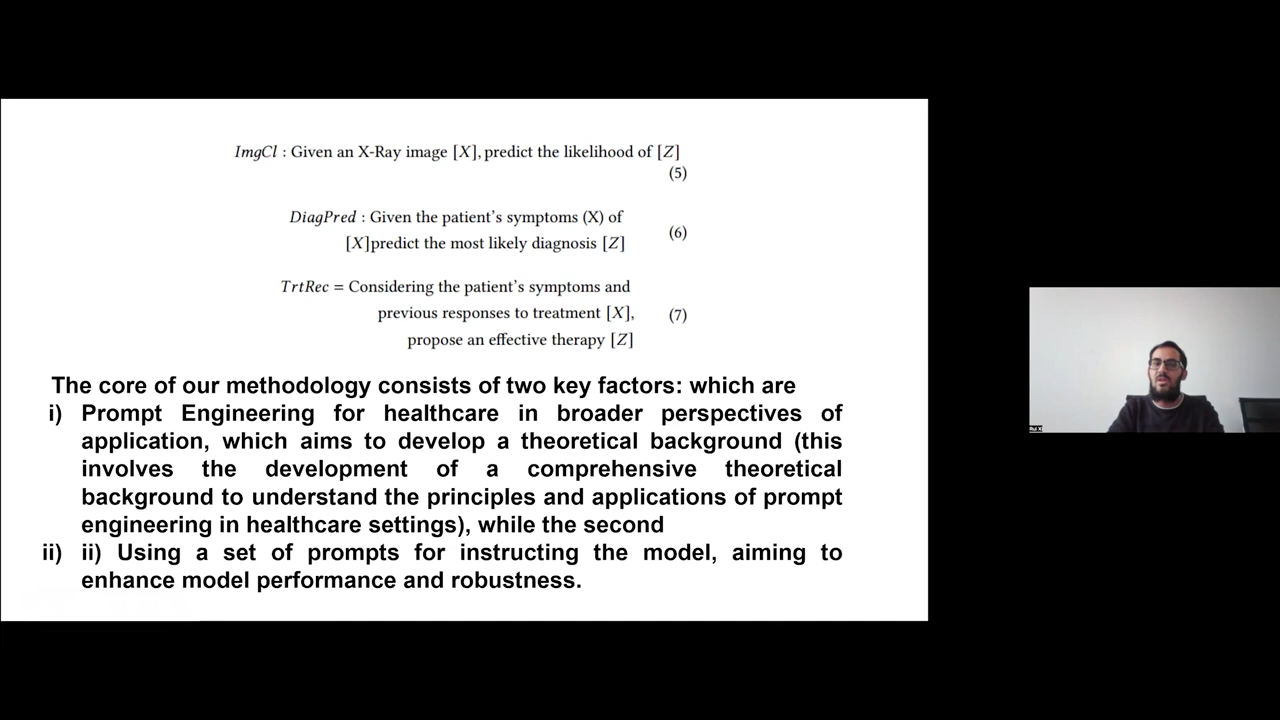 ImgCl : Given an X-Ray image [X], predict the likelihood of [Z]
(5)
DiagPred : Given the patient's symptoms (X) of
[X]predict the most likely diagnosis [Z]
(6)
TrtRec = Considering the patient's symptoms and
previous responses to treatment [X],
propose an effective therapy [Z]
(7)
The core of our methodology consists of two key factors: which are
i) Prompt Engineering for healthcare in broader perspectives of
application, which aims to develop a theoretical background (this
involves the development of a comprehensive theoretical
background to understand the principles and applications of prompt
engineering in healthcare settings), while the second
ii) ii) Using a set of prompts for instructing the model, aiming to
enhance model performance and robustness.